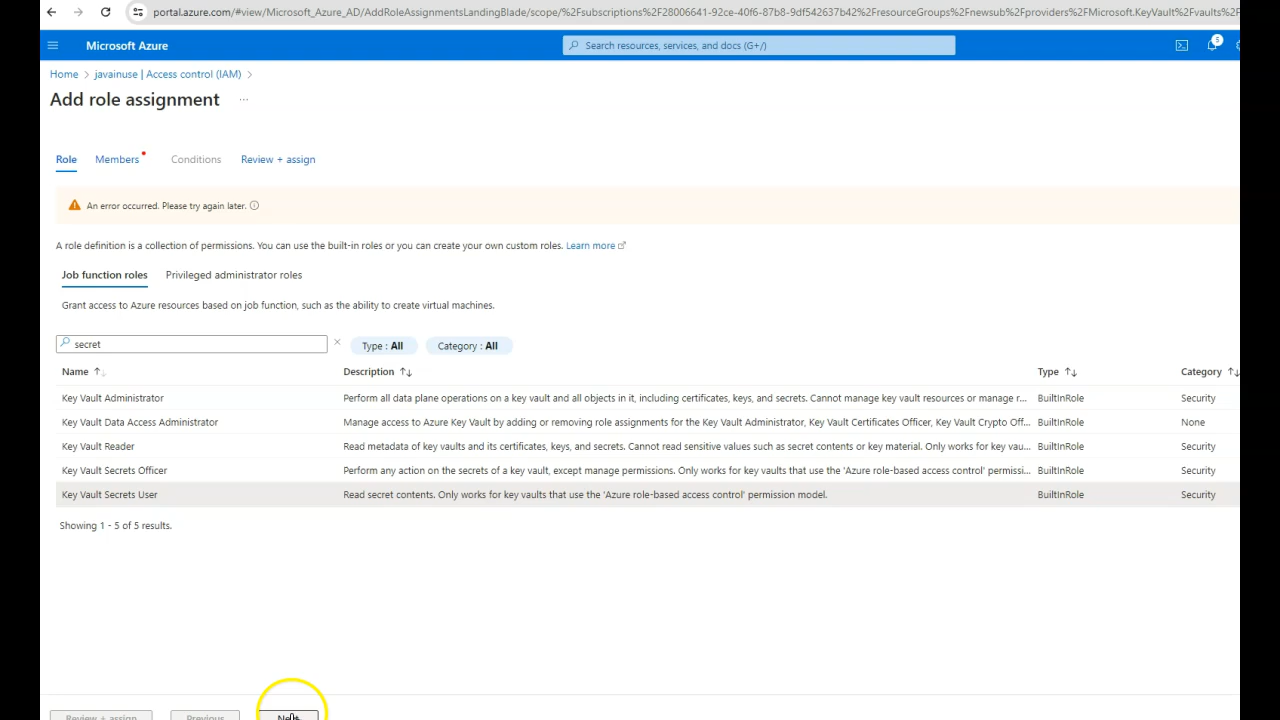 portal.azure.com/#view/Microsoft_Azure_AD/AddRoleAssignmentsLandingBlade/scope/%2Fsubscriptions%2F28006641-92ce-40f6-87b8-9df542637b42%2FresourceGroups%2Fnewsub%2Fproviders%2FMicrosoft.KeyVault%2Fvaults%2F
Microsoft Azure Search resources, services, and docs (G+/) 5
Home > javainuse | Access control (IAM) >
Add role assignment ...
Role Members Conditions Review + assign
An error occurred. Please try again later.
A role definition is a collection of permissions. You can use the built-in roles or you can create your own custom roles. Learn more
Job function roles Privileged administrator roles
Grant access to Azure resources based on job function, such as the ability to create virtual machines.
secret × Type : All Category : All
Name ↑↓ Description ↑↓ Type ↑↓ Category ↑↓
Key Vault Administrator Perform all data plane operations on a key vault and all objects in it, including certificates, keys, and secrets. Cannot manage key vault resources or manage r... BuiltInRole Security
Key Vault Data Access Administrator Manage access to Azure Key Vault by adding or removing role assignments for the Key Vault Administrator, Key Vault Certificates Officer, Key Vault Crypto Off... BuiltInRole None
Key Vault Reader Read metadata of key vaults and its certificates, keys, and secrets. Cannot read sensitive values such as secret contents or key material. Only works for key vau... BuiltInRole Security
Key Vault Secrets Officer Perform any action on the secrets of a key vault, except manage permissions. Only works for key vaults that use the 'Azure role-based access control' permissi... BuiltInRole Security
Key Vault Secrets User Read secret contents. Only works for key vaults that use the 'Azure role-based access control' permission model. BuiltInRole Security
Showing 1 - 5 of 5 results.
Review + assign Previous Next